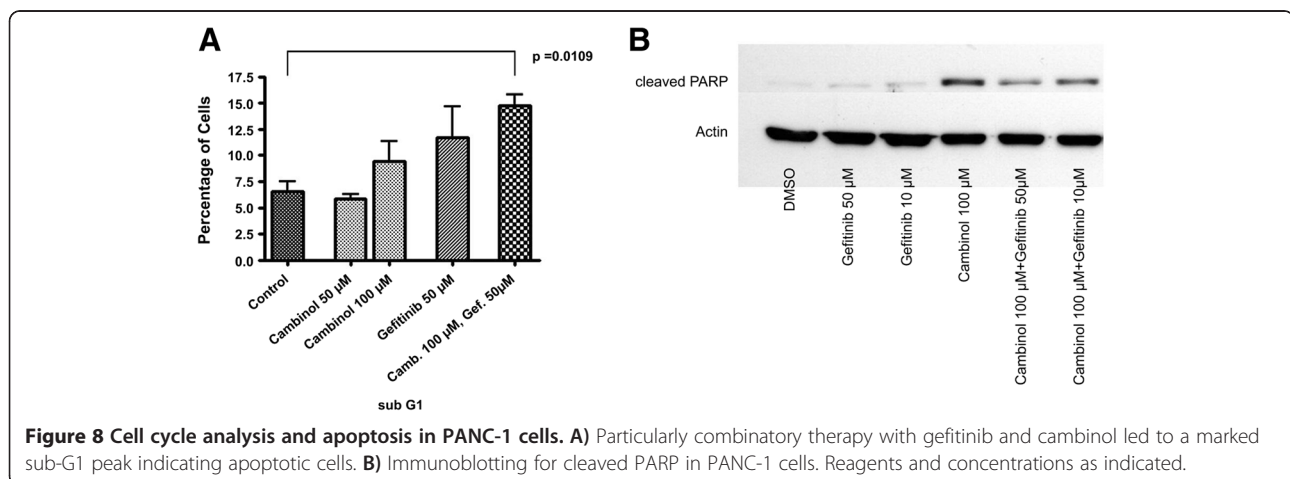 A
p =0.0109
17.5
15.0
12.5
10.0
7.5
5.0
2.5
0.0
Percentage of Cells
Control
Cambinol 50 µM
Cambinol 100 µM
Gefitinib 50 µM
Camb. 100 µM, Gef. 50µM
sub G1
B
cleaved PARP
Actin
DMSO
Gefitinib 50 µM
Gefitinib 10 µM
Cambinol 100 µM
Cambinol 100 µM+Gefitinib 50µM
Cambinol 100 µM+Gefitinib 10µM
Figure 8 Cell cycle analysis and apoptosis in PANC-1 cells. A) Particularly combinatory therapy with gefitinib and cambinol led to a marked
sub-G1 peak indicating apoptotic cells. B) Immunoblotting for cleaved PARP in PANC-1 cells. Reagents and concentrations as indicated.